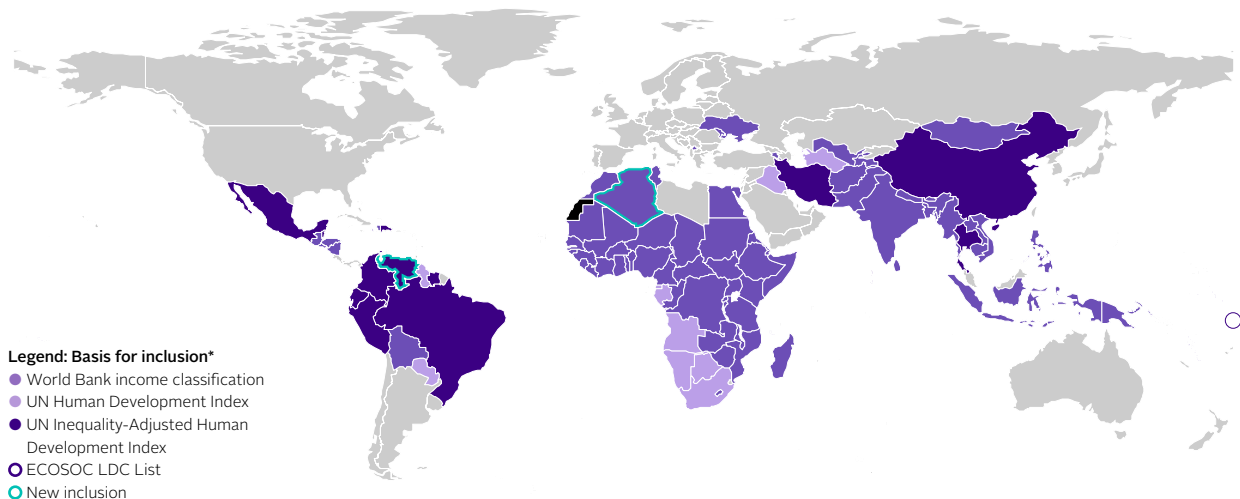 Legend: Basis for inclusion*
World Bank income classification
UN Human Development Index
UN Inequality-Adjusted Human
Development Index
ECOSOC LDC List
New inclusion